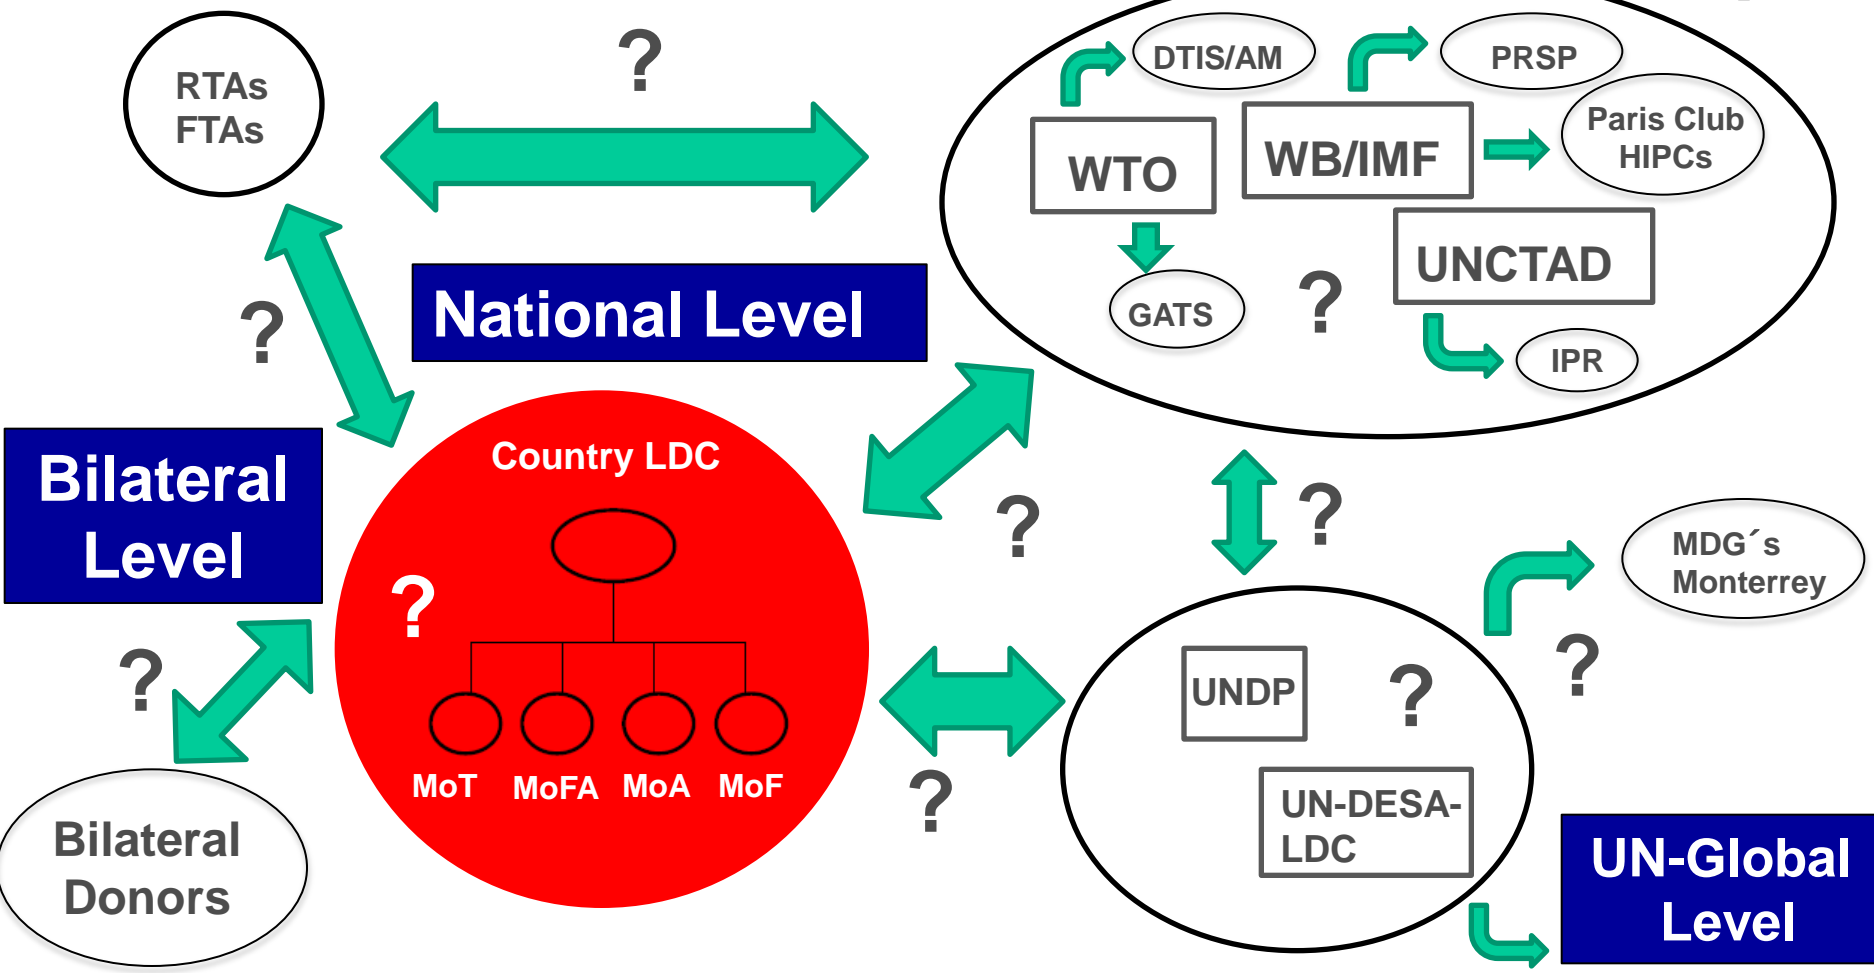 RTAs
FTAs
?
DTIS/AM
PRSP
Paris Club
HIPCs
WTO
WB/IMF
UNCTAD
GATS
?
IPR
National Level
?
Bilateral
Level
Country LDC
?
?
?
MDG´s
Monterrey
?
?
UNDP
?
MoT
MoFA
MoA
MoF
?
UN-DESA-
LDC
Bilateral
Donors
UN-Global
Level